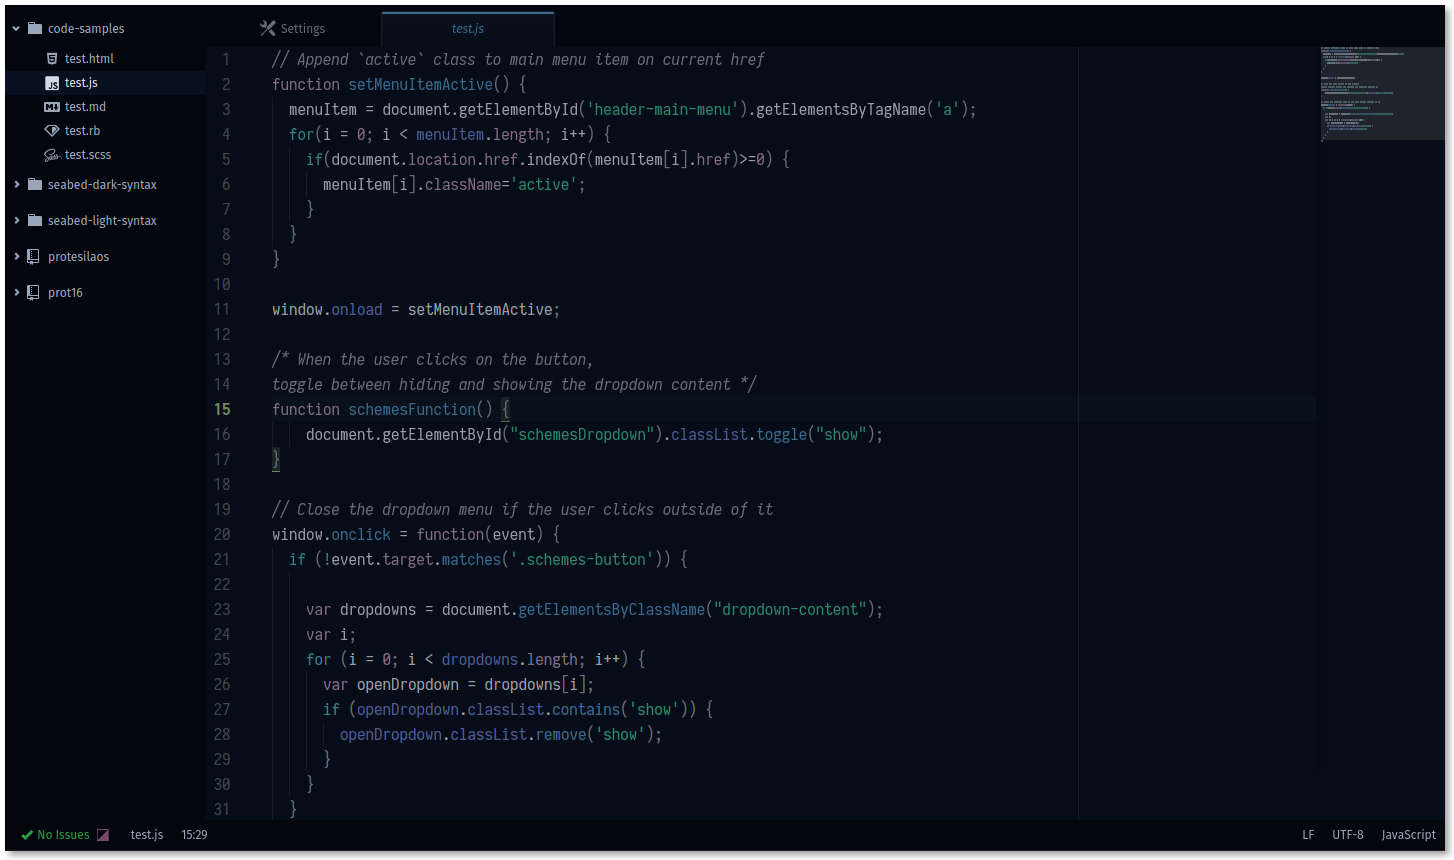 code-samples
test.html
test.js
test.md
test.rb
test.scss
seabed-dark-syntax
seabed-light-syntax
protesilaos
prot16
Settings
test.js
1 // Append `active` class to main menu item on current href
2 function setMenuItemActive() {
3   menuItem = document.getElementById('header-main-menu').getElementsByTagName('a');
4   for(i = 0; i < menuItem.length; i++) {
5     if(document.location.href.indexOf(menuItem[i].href)>=0) {
6       menuItem[i].className='active';
7     }
8   }
9 }
10
11 window.onload = setMenuItemActive;
12
13 /* When the user clicks on the button,
14 toggle between hiding and showing the dropdown content */
15 function schemesFunction() {
16     document.getElementById("schemesDropdown").classList.toggle("show");
17 }
18
19 // Close the dropdown menu if the user clicks outside of it
20 window.onclick = function(event) {
21   if (!event.target.matches('.schemes-button')) {
22
23     var dropdowns = document.getElementsByClassName("dropdown-content");
24     var i;
25     for (i = 0; i < dropdowns.length; i++) {
26       var openDropdown = dropdowns[i];
27       if (openDropdown.classList.contains('show')) {
28         openDropdown.classList.remove('show');
29       }
30     }
31   }
No Issues test.js 15:29 LF UTF-8 JavaScript